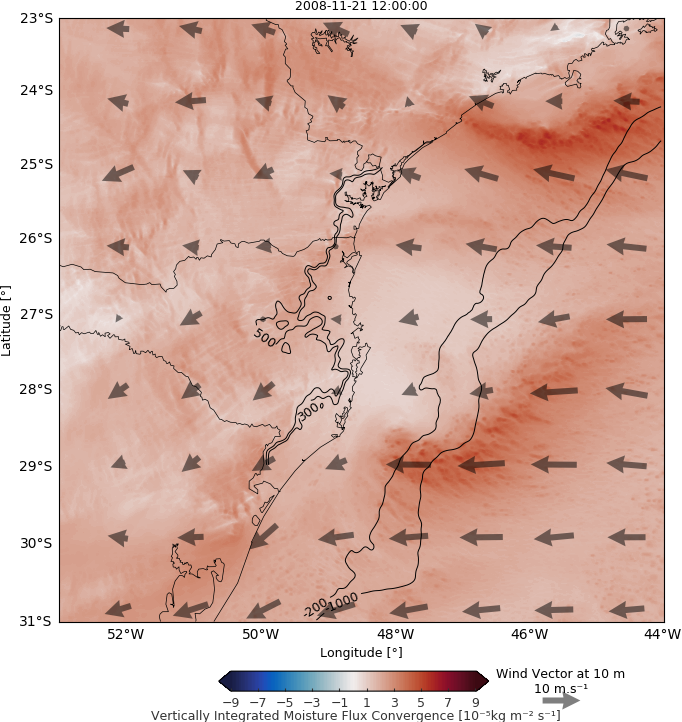 2008-11-21 12:00:00
23°S
24°S
25°S
26°S
27°S
28°S
29°S
30°S
31°S
Latitude [°]
500
300
-200
-1000
52°W
50°W
48°W
46°W
44°W
Longitude [°]
−9
−7
−5
−3
−1
1
3
5
7
9
Vertically Integrated Moisture Flux Convergence [10⁻⁵kg m⁻² s⁻¹]
Wind Vector at 10 m
10 m.s⁻¹